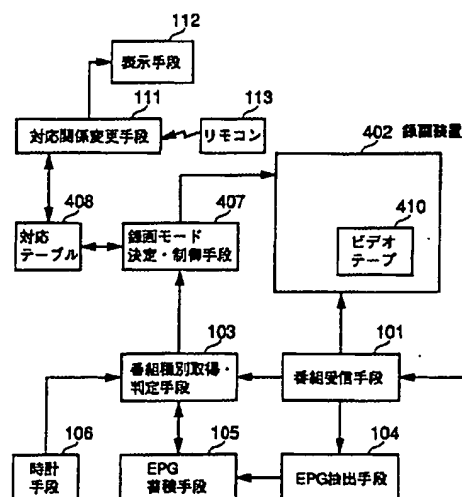 112
表示手段
111
対応関係変更手段
113
リモコン
402 録画装置
408
対応
テーブル
407
録画モード
決定・制御手段
410
ビデオ
テープ
103
番組種別取得・
判定手段
101
番組受信手段
106
時計
手段
105
EPG
蓄積手段
104
EPG抽出手段